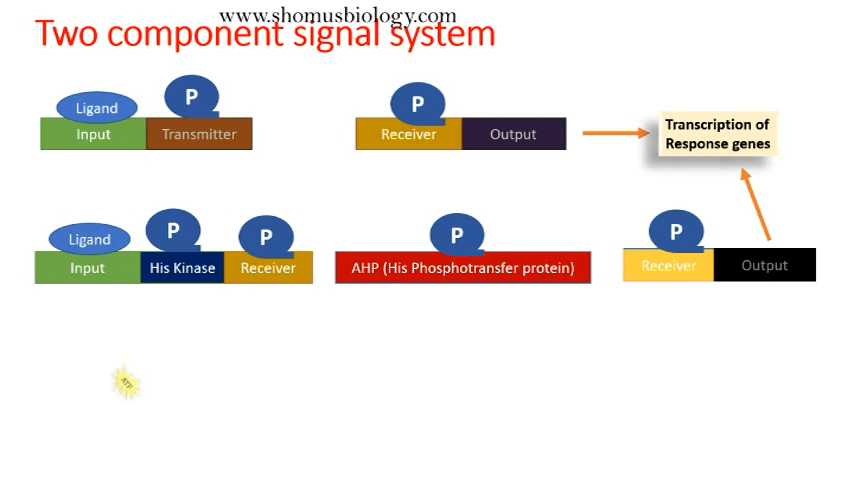 www.shomusbiology.com
Two component signal system
P
P
Ligand
Input
Transmitter
Receiver
Output
Transcription of
Response genes
P
P
P
P
Ligand
Input
His Kinase
Receiver
AHP (His Phosphotransfer protein)
Receiver
Output
ATP